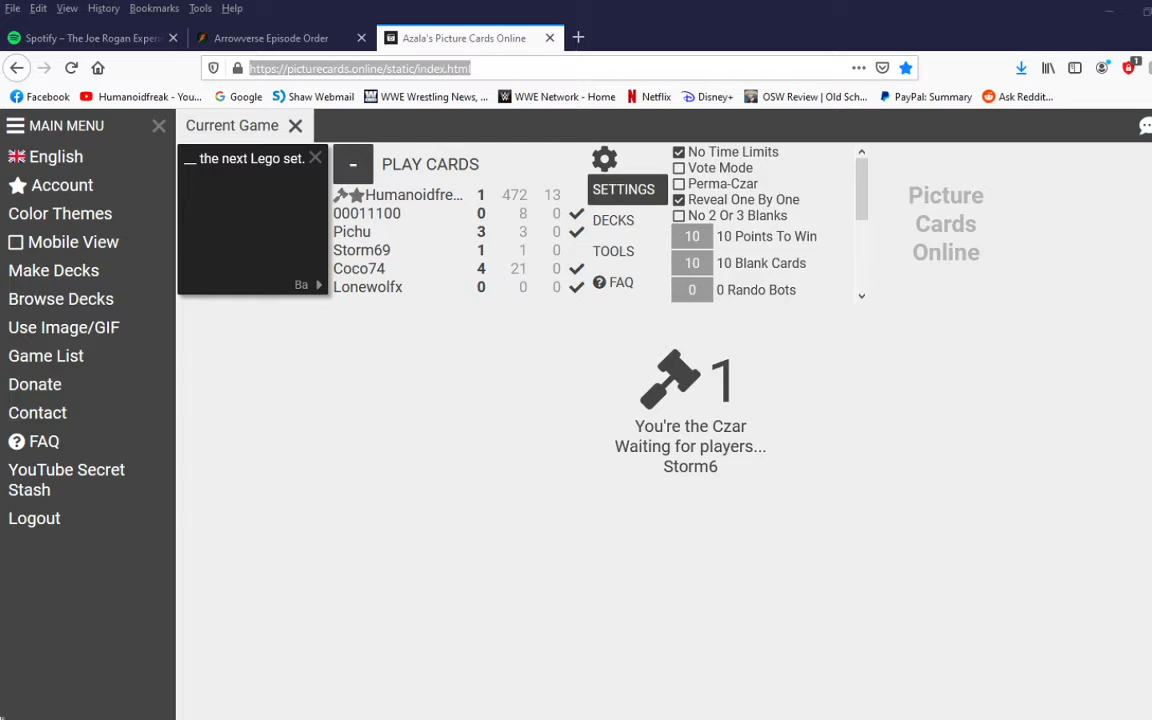 File Edit View History Bookmarks Tools Help
Spotify – The Joe Rogan Experi
Arrowverse Episode Order
Azala's Picture Cards Online
https://picturecards.online/static/index.html
1
Facebook
YouTube Humanoidfreak - You...
Google
Shaw Webmail
WWE Wrestling News, ...
WWE Network - Home
Netflix
Disney+
OSW Review | Old Sch...
PayPal: Summary
Ask Reddit...
MAIN MENU
English
Account
Color Themes
Mobile View
Make Decks
Browse Decks
Use Image/GIF
Game List
Donate
Contact
FAQ
YouTube Secret
Stash
Logout
Current Game
__ the next Lego set.
Ba
- PLAY CARDS
Humanoidfre... 1 472 13
00011100 0 8 0
Pichu 3 3 0
Storm69 1 1 0
Coco74 4 21 0
Lonewolfx 0 0 0
SETTINGS
DECKS
TOOLS
FAQ
No Time Limits
Vote Mode
Perma-Czar
Reveal One By One
No 2 Or 3 Blanks
10 10 Points To Win
10 10 Blank Cards
0 0 Rando Bots
Picture
Cards
Online
1
You're the Czar
Waiting for players...
Storm6